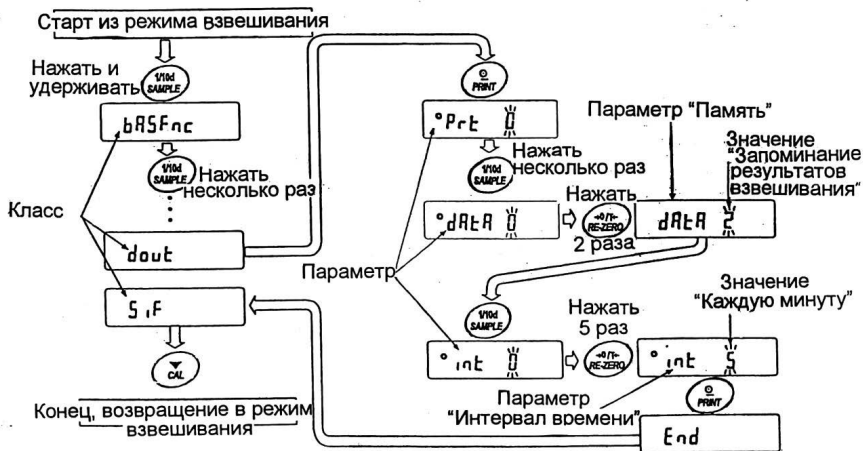 Старт из режима взвешивания
Нажать и
удерживать
1/10d
SAMPLE
bASFnc
1/10d
SAMPLE
Нажать
несколько раз
Класс
dout
S iF
CAL
Конец, возвращение в режим
взвешивания
PRINT
Prt 0
1/10d
SAMPLE
Нажать
несколько раз
dAtA 0
Параметр
Нажать
→0/T←
RE-ZERO
2 раза
Параметр "Память"
Значение
"Запоминание
результатов
взвешивания"
dAtA 2
1/10d
SAMPLE
int 0
Нажать
5 раз
→0/T←
RE-ZERO
Значение
"Каждую минуту"
int 5
Параметр
"Интервал времени"
PRINT
End